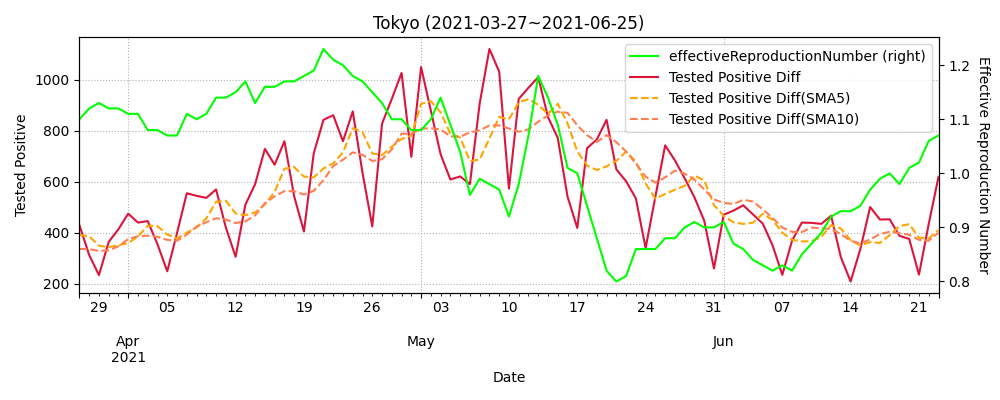 Tokyo (2021-03-27~2021-06-25)
effectiveReproductionNumber (right)
Tested Positive Diff
Tested Positive Diff(SMA5)
Tested Positive Diff(SMA10)
Tested Positive
1000
800
600
400
200
Effective Reproduction Number
1.2
1.1
1.0
0.9
0.8
29 05 12 19 26 03 10 17 24 31 07 14 21
Apr May Jun
2021
Date